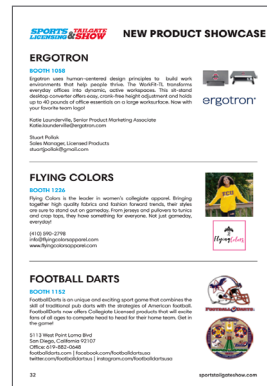 SPORTS & TAILGATE
LICENSING & SHOW
NEW PRODUCT SHOWCASE
ERGOTRON
BOOTH 1058
Ergotron uses human-centered design principles to build work
environments that help people thrive. The WorkFit-TL transforms
everyday offices into dynamic, active workspaces. This sit-stand
desktop converter offers easy, crank-free height adjustment and holds
up to 40 pounds of office essentials on a large worksurface. Now with
your favorite team logo!
Katie Launderville, Senior Product Marketing Associate
Katie.launderville@ergotron.com
Stuart Pollak
Sales Manager, Licensed Products
stuartjpollak@gmail.com
ergotron
FLYING COLORS
BOOTH 1236
Flying Colors is the leader in women's collegiate apparel. Bringing
together high quality fabrics and fashion forward trends, their styles
are sure to stand out on gameday. From jerseys and pullovers to tunics
and crop tops, they have something for everyone. Not just gameday,
everyday!
(410) 590-2798
info@flyingcolorsapparel.com
www.flyingcolorsapparel.com
Flying Colors
FOOTBALL DARTS
BOOTH 1152
FootballDarts is an unique and exciting sport game that combines the
skill of traditional pub darts with the strategies of American football.
FootballDarts now offers Collegiate Licensed products that will excite
fans of all ages to compete head to head for their home team. Get in
the game!
5113 West Point Loma Blvd
San Diego, California 92107
Office: 619-882-0648
footballdarts.com | facebook.com/footballdartsusa
twitter.com/footballdartsus | instagram.com/footballdartsusa
FOOTBALL DARTS
32
sportstailgateshow.com